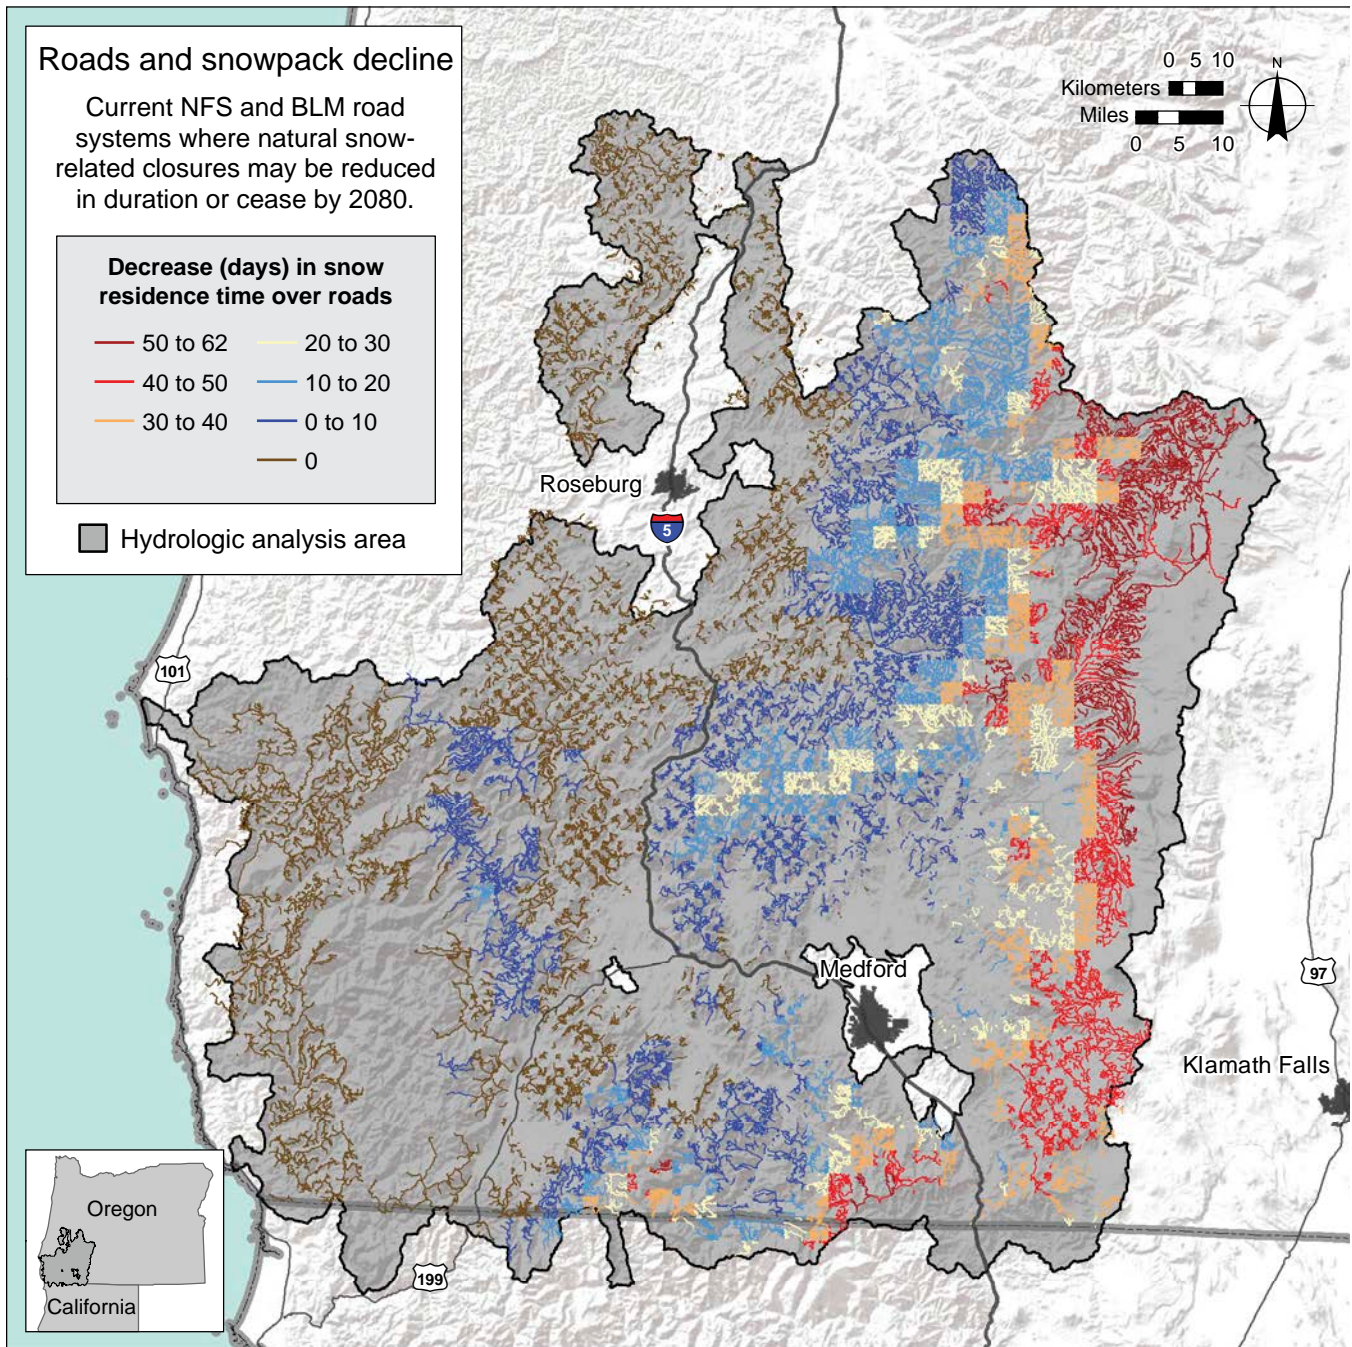 Roads and snowpack decline
Current NFS and BLM road
systems where natural snow-
related closures may be reduced
in duration or cease by 2080.
Decrease (days) in snow
residence time over roads
50 to 62
40 to 50
30 to 40
20 to 30
10 to 20
0 to 10
0
Hydrologic analysis area
0 5 10
Kilometers
Miles
0 5 10
N
Roseburg
5
101
Medford
97
Klamath Falls
199
Oregon
California